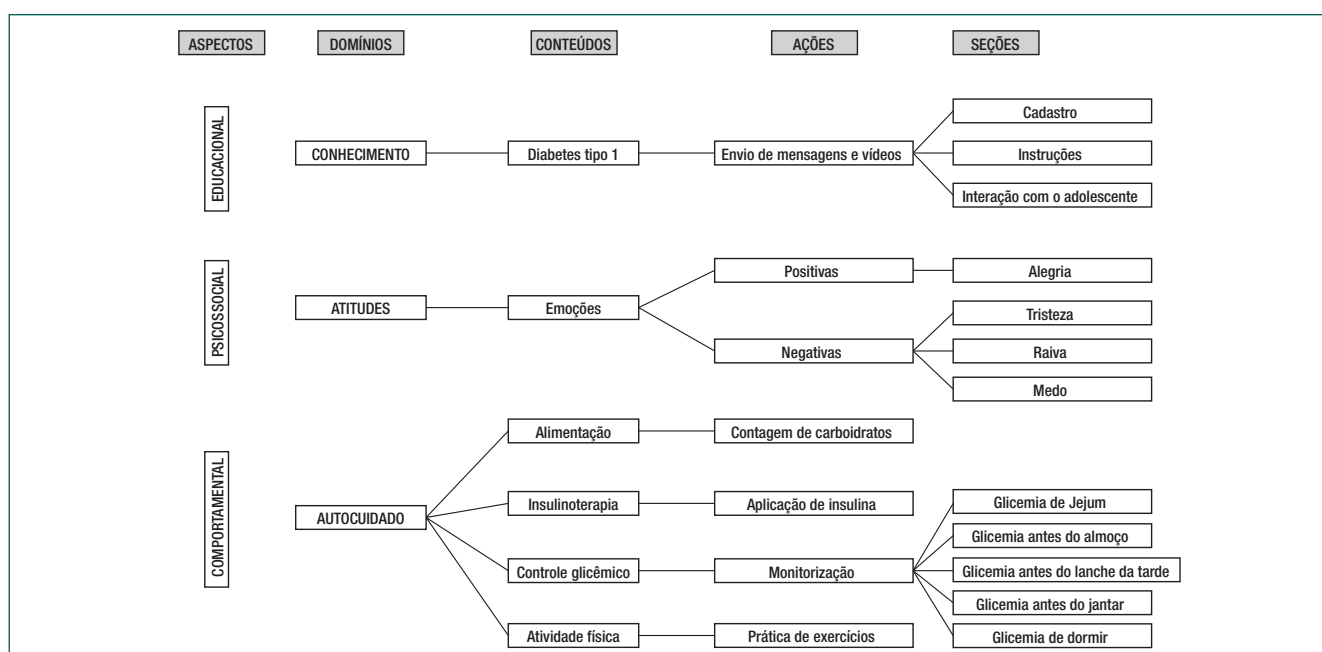 ASPECTOS DOMÍNIOS CONTEÚDOS AÇÕES SEÇÕES
EDUCACIONAL
CONHECIMENTO
Diabetes tipo 1
Envio de mensagens e vídeos
Cadastro
Instruções
Interação com o adolescente
PSICOSSOCIAL
ATITUDES
Emoções
Positivas
Alegria
Negativas
Tristeza
Raiva
Medo
COMPORTAMENTAL
AUTOCUIDADO
Alimentação
Contagem de carboidratos
Insulinoterapia
Aplicação de insulina
Controle glicêmico
Monitorização
Glicemia de Jejum
Glicemia antes do almoço
Glicemia antes do lanche da tarde
Glicemia antes do jantar
Glicemia de dormir
Atividade física
Prática de exercícios